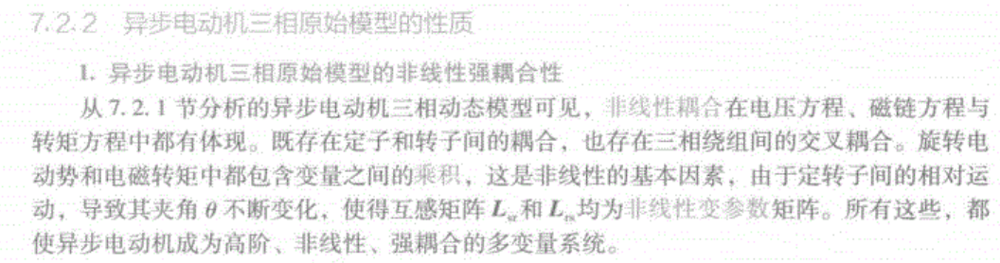 7.2.2 异步电动机三相原始模型的性质
1. 异步电动机三相原始模型的非线性强耦合性
从 7.2.1 节分析的异步电动机三相动态模型可见，非线性耦合在电压方程、磁链方程与
转矩方程中都有体现。既存在定子和转子间的耦合，也存在三相绕组间的交叉耦合。旋转电
动势和电磁转矩中都包含变量之间的乘积，这是非线性的基本因素，由于定转子间的相对运
动，导致其夹角 θ 不断变化，使得互感矩阵 Lsr和 Lrs均为非线性变参数矩阵。所有这些，都
使异步电动机成为高阶、非线性、强耦合的多变量系统。